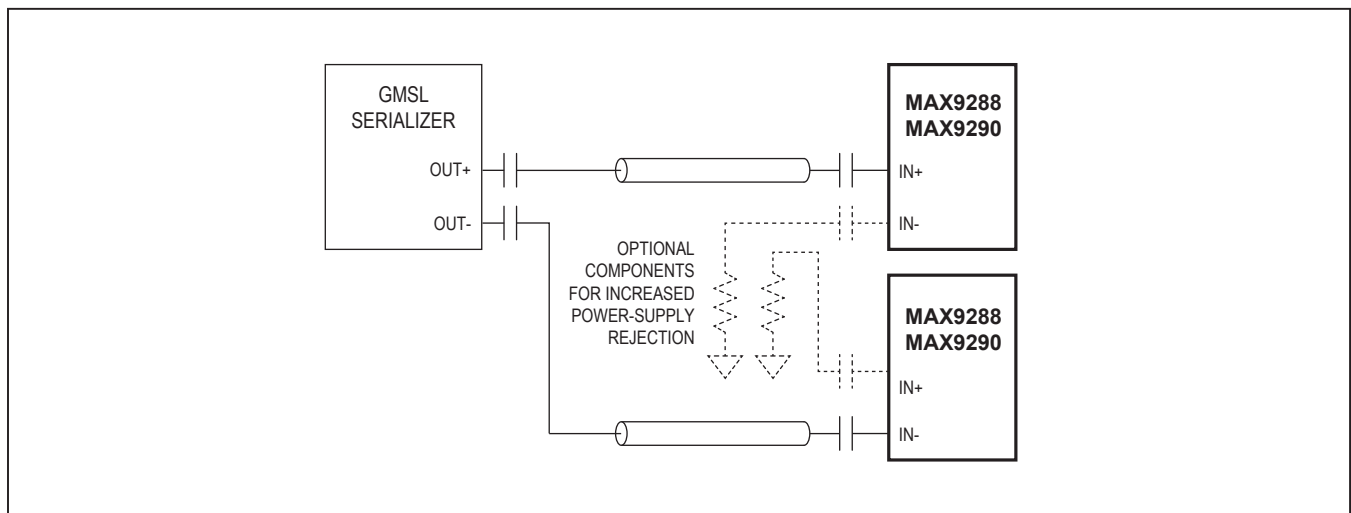 GMSL
SERIALIZER
OUT+
OUT-
MAX9288
MAX9290
IN+
IN-
OPTIONAL
COMPONENTS
FOR INCREASED
POWER-SUPPLY
REJECTION
MAX9288
MAX9290
IN+
IN-